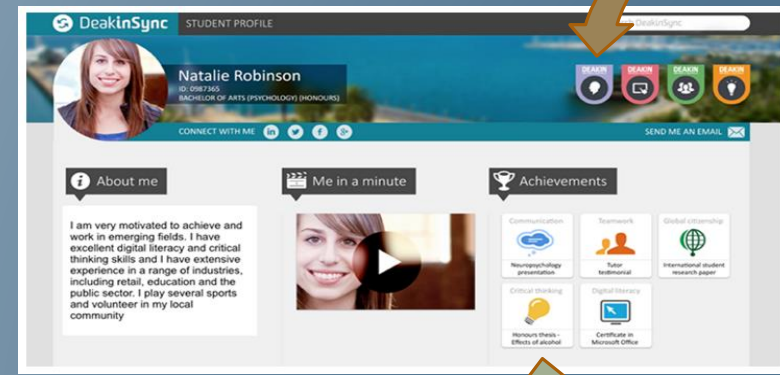 DeakinSync STUDENT PROFILE
DeakinSync
Natalie Robinson
ID: 0987365
BACHELOR OF ARTS (PSYCHOLOGY) (HONOURS)
DEAKIN DEAKIN DEAKIN DEAKIN
CONNECT WITH ME
SEND ME AN EMAIL
About me
I am very motivated to achieve and
work in emerging fields. I have
excellent digital literacy and critical
thinking skills and I have extensive
experience in a range of industries,
including retail, education and the
public sector. I play several sports
and volunteer in my local
community
Me in a minute
Achievements
Communication
Neuropsychology
presentation
Teamwork
Tutor
testimonial
Global citizenship
International student
research paper
Critical thinking
Honours thesis -
Effects of alcohol
Digital literacy
Certificate in
Microsoft Office